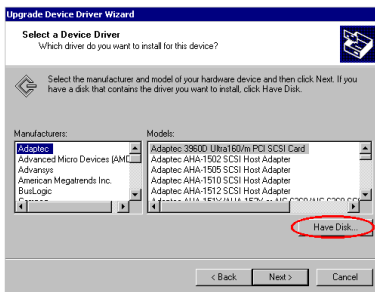 Upgrade Device Driver Wizard
Select a Device Driver
Which driver do you want to install for this device?
Select the manufacturer and model of your hardware device and then click Next. If you
have a disk that contains the driver you want to install, click Have Disk.
Manufacturers:
Adaptec
Advanced Micro Devices (AMD
Advansys
American Megatrends Inc.
BusLogic
Models:
Adaptec 3960D Ultra160/m PCI SCSI Card
Adaptec AHA-1502 SCSI Host Adapter
Adaptec AHA-1505 SCSI Host Adapter
Adaptec AHA-1510 SCSI Host Adapter
Adaptec AHA-1512 SCSI Host Adapter
Have Disk...
< Back
Next >
Cancel